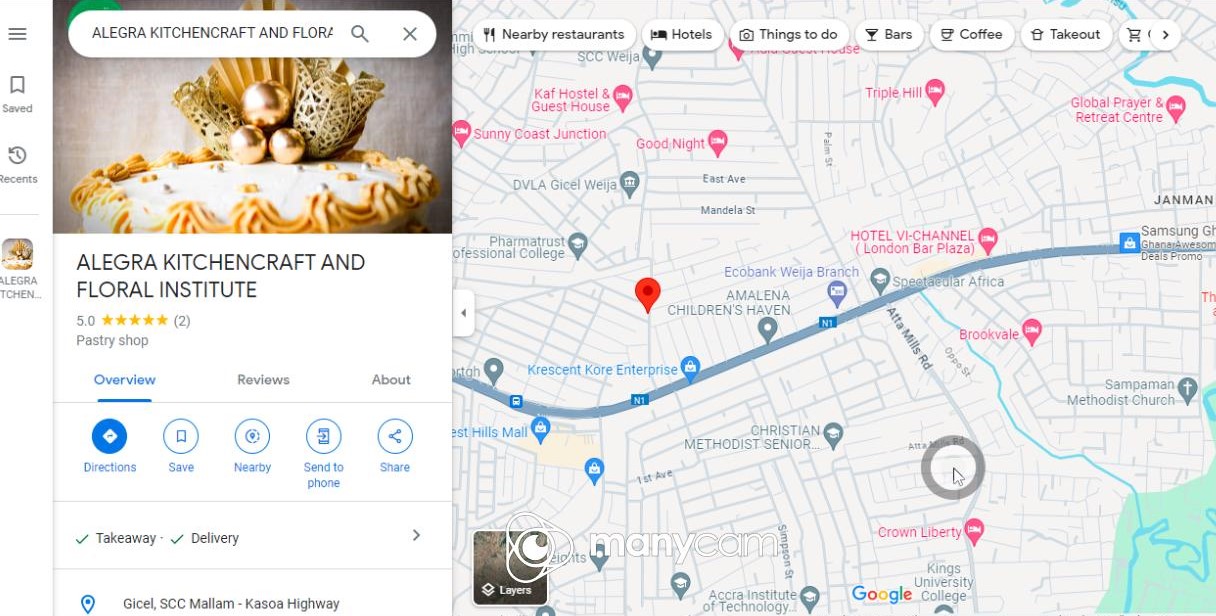 ALEGRA KITCHENCRAFT AND FLORA
Saved
Recents
ALEGRA
TCHEN...
ALEGRA KITCHENCRAFT AND
FLORAL INSTITUTE
5.0 (2)
Pastry shop
Overview
Reviews
About
Directions
Save
Nearby
Send to
phone
Share
Takeaway · Delivery
Gicel, SCC Mallam - Kasoa Highway
Nearby restaurants
Hotels
Things to do
Bars
Coffee
Takeout
High School
SCC Weija
Guest House
Kaf Hostel &
Guest House
Triple Hill
Global Prayer &
Retreat Centre
Sunny Coast Junction
Good Night
Palm St
DVLA Gicel Weija
East Ave
Mandela St
JANMAN
Pharmatrust
ofessional College
HOTEL VI-CHANNEL
( London Bar Plaza)
Samsung Gh
Ghana Awesom
Deals Promo
Ecobank Weija Branch
Spectacular Africa
AMALENA
CHILDREN'S HAVEN
N1
Atta Mills Rd
Brookvale
Oppo St
Krescent Kore Enterprise
N1
Sampaman
Methodist Church
est Hills Mall
CHRISTIAN
METHODIST SENIOR...
Atta Mills Rd
1st Ave
Crown Liberty
Simpson St
manycam
eights
Layers
Kings
University
College
Accra Institute
of Technology...
Google